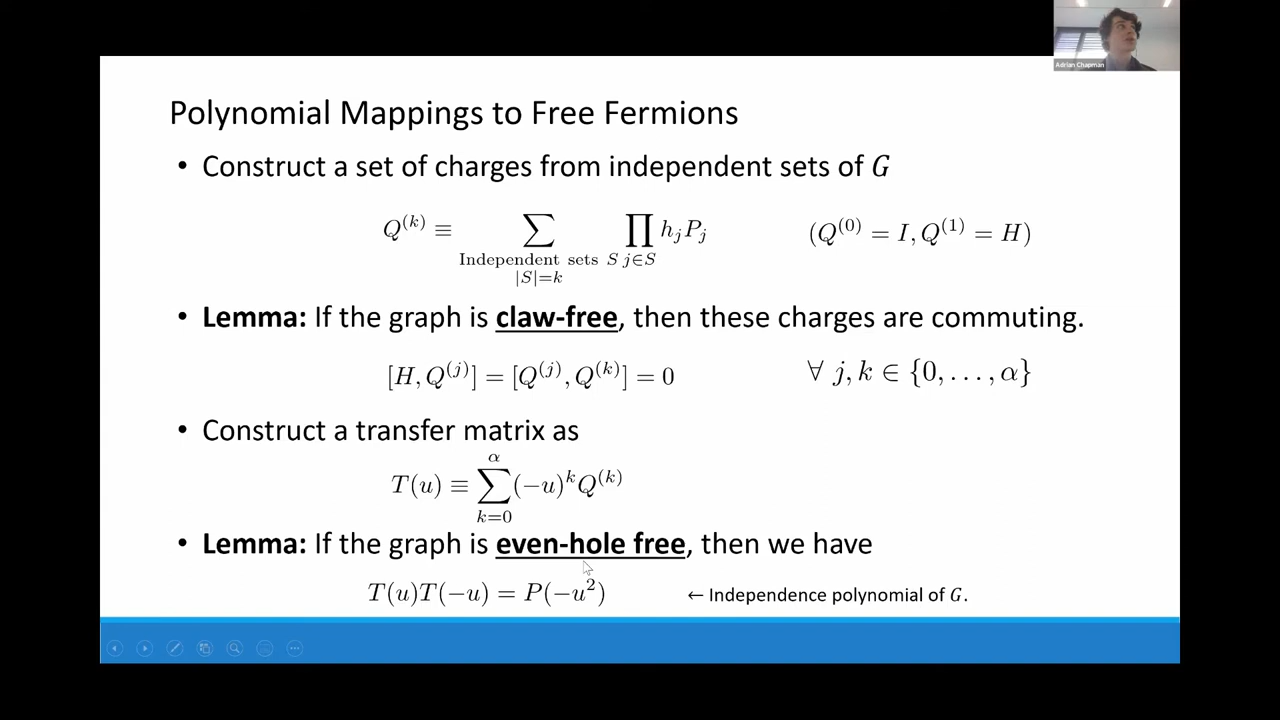 Adrian Chapman
Polynomial Mappings to Free Fermions
• Construct a set of charges from independent sets of G
Q^{(k)} ≡ ∑_{Independent sets S, |S|=k} ∏_{j∈S} h_j P_j    (Q^{(0)} = I, Q^{(1)} = H)
• Lemma: If the graph is claw-free, then these charges are commuting.
[H, Q^{(j)}] = [Q^{(j)}, Q^{(k)}] = 0    ∀ j, k ∈ {0, . . . , α}
• Construct a transfer matrix as
T(u) ≡ ∑_{k=0}^{α} (−u)^k Q^{(k)}
• Lemma: If the graph is even-hole free, then we have
T(u)T(−u) = P(−u^2)    ← Independence polynomial of G.